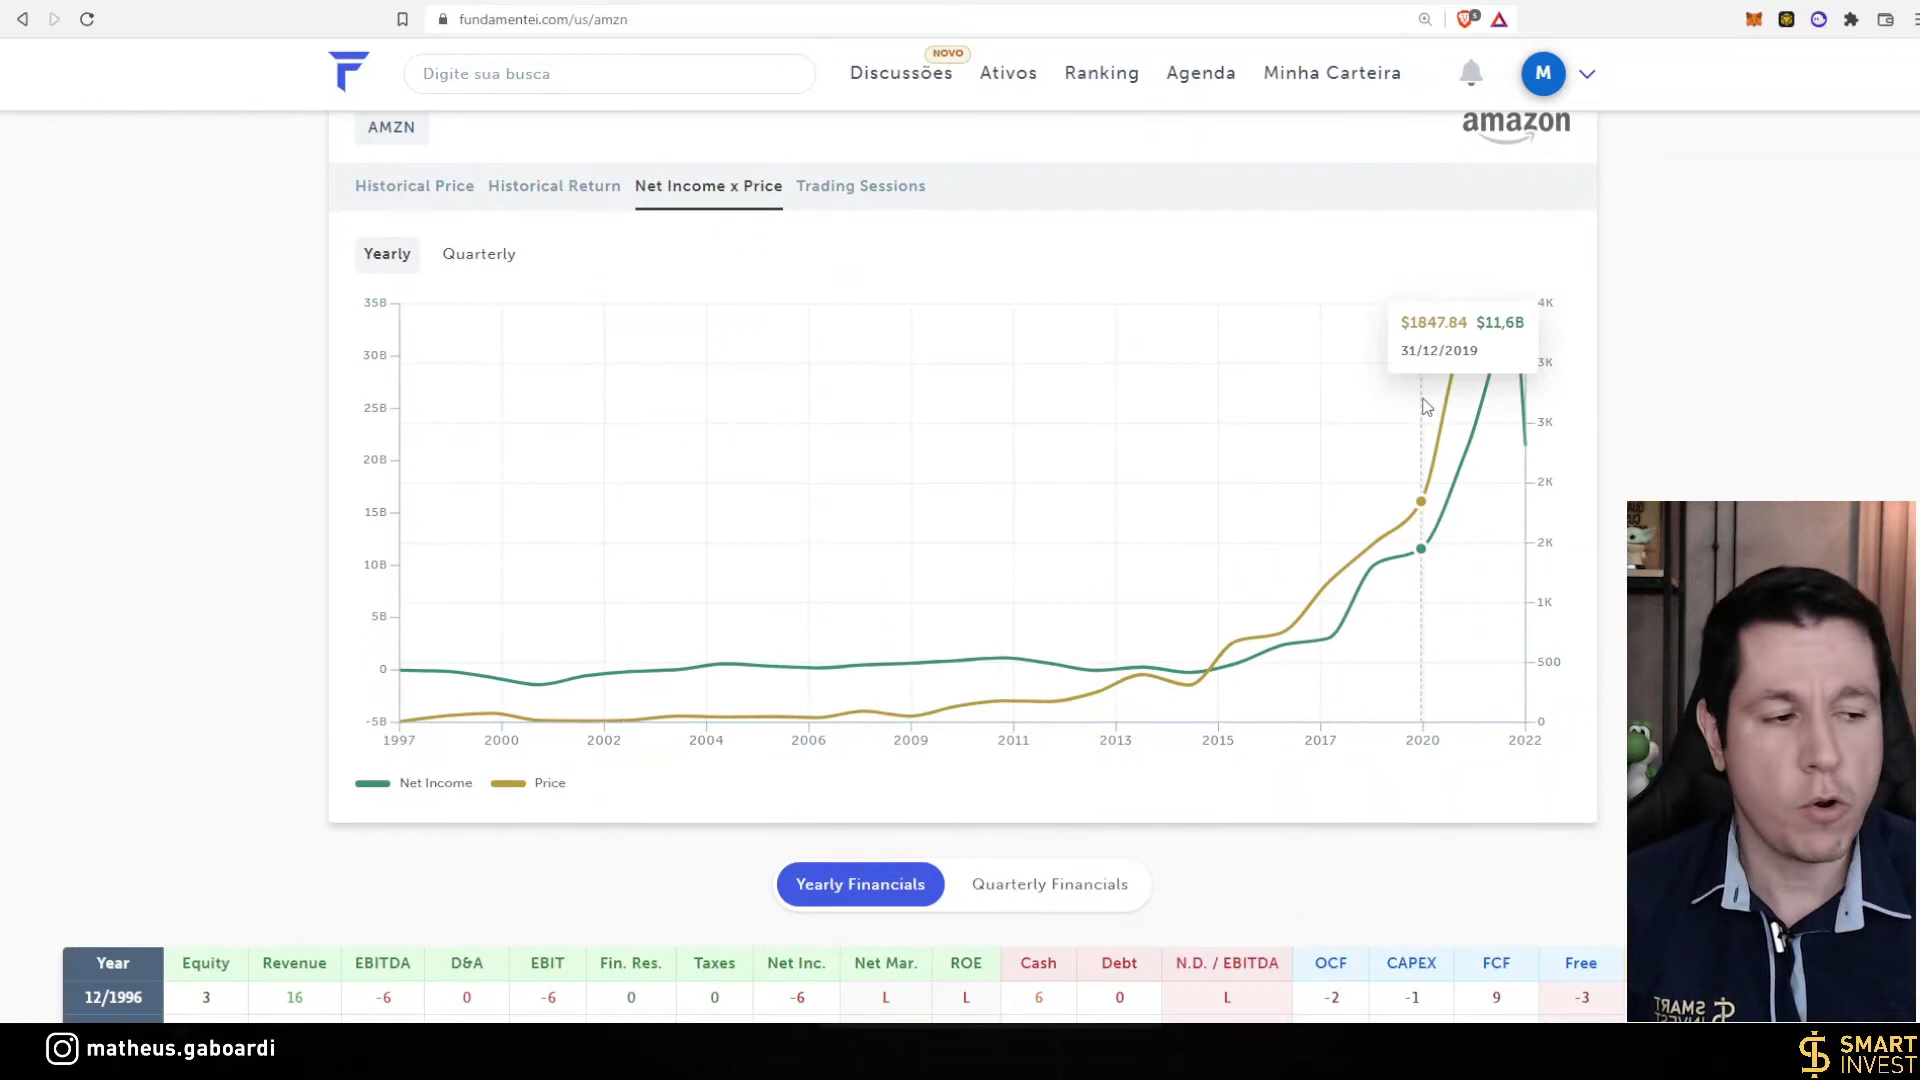 fundamentei.com/us/amzn
5
Digite sua busca
NOVO
Discussões
Ativos
Ranking
Agenda
Minha Carteira
M
AMZN
amazon
Historical Price
Historical Return
Net Income x Price
Trading Sessions
Yearly
Quarterly
35B
30B
25B
20B
15B
10B
5B
0
-5B
4K
3K
3K
2K
2K
1K
500
0
$1847.84 $11,6B
31/12/2019
1997 2000 2002 2004 2006 2009 2011 2013 2015 2017 2020 2022
Net Income Price
Yearly Financials
Quarterly Financials
Year Equity Revenue EBITDA D&A EBIT Fin. Res. Taxes Net Inc. Net Mar. ROE Cash Debt N.D. / EBITDA OCF CAPEX FCF Free
12/1996 3 16 -6 0 -6 0 0 -6 L L 6 0 L -2 -1 9 -3
SMART
INVEST
matheus.gaboardi
SMART
INVEST